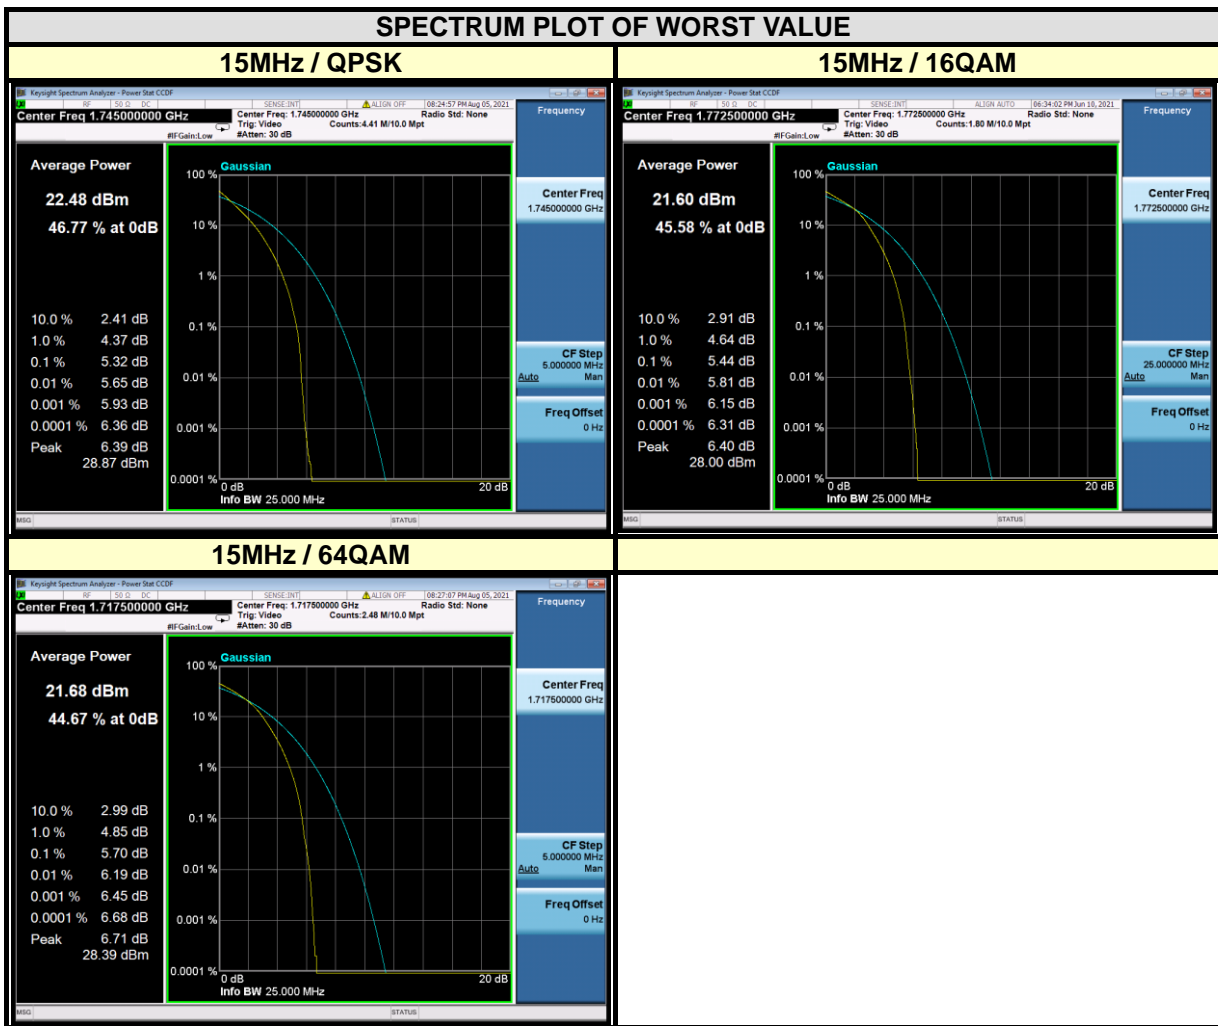 SPECTRUM PLOT OF WORST VALUE
15MHz / QPSK
Keysight Spectrum Analyzer - Power Stat CCDF
RF 50 Ω DC SENSE:INT ALIGN OFF 08:24:57 PM Aug 05, 2021
Center Freq 1.745000000 GHz
Center Freq: 1.745000000 GHz Radio Std: None
Trig: Video Counts:4.41 M/10.0 Mpt
#IFGain:Low #Atten: 30 dB
Average Power
22.48 dBm
46.77 % at 0dB
10.0 % 2.41 dB
1.0 % 4.37 dB
0.1 % 5.32 dB
0.01 % 5.65 dB
0.001 % 5.93 dB
0.0001 % 6.36 dB
Peak 6.39 dB
28.87 dBm
Gaussian
100 %
10 %
1 %
0.1 %
0.01 %
0.001 %
0.0001 %
0 dB 20 dB
Info BW 25.000 MHz
Frequency
Center Freq
1.745000000 GHz
CF Step
5.000000 MHz
Auto Man
Freq Offset
0 Hz
MSG STATUS
15MHz / 16QAM
Keysight Spectrum Analyzer - Power Stat CCDF
RF 50 Ω DC SENSE:INT ALIGN AUTO 06:34:02 PM Jun 10, 2021
Center Freq 1.772500000 GHz
Center Freq: 1.772500000 GHz Radio Std: None
Trig: Video Counts:1.80 M/10.0 Mpt
#IFGain:Low #Atten: 30 dB
Average Power
21.60 dBm
45.58 % at 0dB
10.0 % 2.91 dB
1.0 % 4.64 dB
0.1 % 5.44 dB
0.01 % 5.81 dB
0.001 % 6.15 dB
0.0001 % 6.31 dB
Peak 6.40 dB
28.00 dBm
Gaussian
100 %
10 %
1 %
0.1 %
0.01 %
0.001 %
0.0001 %
0 dB 20 dB
Info BW 25.000 MHz
Frequency
Center Freq
1.772500000 GHz
CF Step
25.000000 MHz
Auto Man
Freq Offset
0 Hz
MSG STATUS
15MHz / 64QAM
Keysight Spectrum Analyzer - Power Stat CCDF
RF 50 Ω DC SENSE:INT ALIGN OFF 08:27:07 PM Aug 05, 2021
Center Freq 1.717500000 GHz
Center Freq: 1.717500000 GHz Radio Std: None
Trig: Video Counts:2.48 M/10.0 Mpt
#IFGain:Low #Atten: 30 dB
Average Power
21.68 dBm
44.67 % at 0dB
10.0 % 2.99 dB
1.0 % 4.85 dB
0.1 % 5.70 dB
0.01 % 6.19 dB
0.001 % 6.45 dB
0.0001 % 6.68 dB
Peak 6.71 dB
28.39 dBm
Gaussian
100 %
10 %
1 %
0.1 %
0.01 %
0.001 %
0.0001 %
0 dB 20 dB
Info BW 25.000 MHz
Frequency
Center Freq
1.717500000 GHz
CF Step
5.000000 MHz
Auto Man
Freq Offset
0 Hz
MSG STATUS